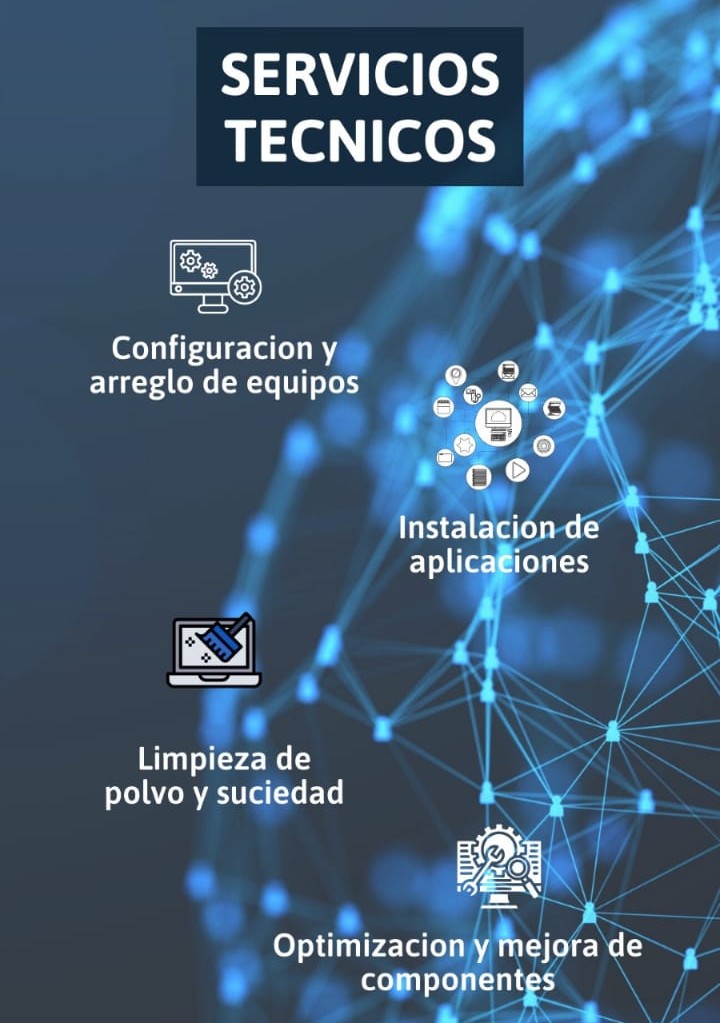 SERVICIOS
TECNICOS
Configuracion y
arreglo de equipos
Instalacion de
aplicaciones
Limpieza de
polvo y suciedad
Optimizacion y mejora de
componentes